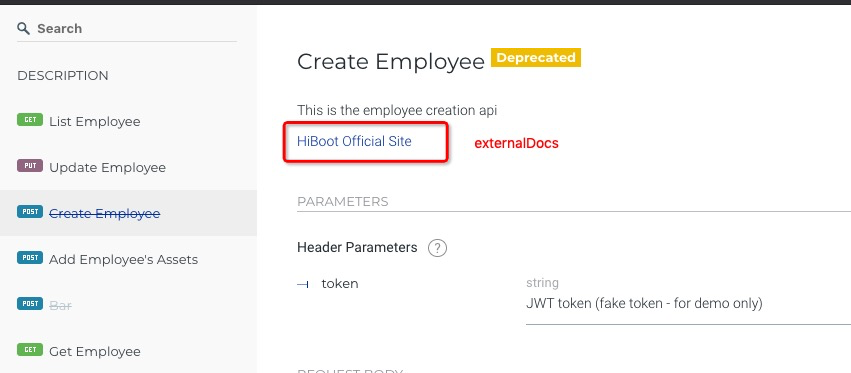 Search
DESCRIPTION
GET List Employee
PUT Update Employee
POST Create Employee
POST Add Employee's Assets
POST Bar
GET Get Employee
Create Employee Deprecated
This is the employee creation api
HiBoot Official Site externalDocs
PARAMETERS
Header Parameters ?
token string
JWT token (fake token - for demo only)
REQUEST BODY